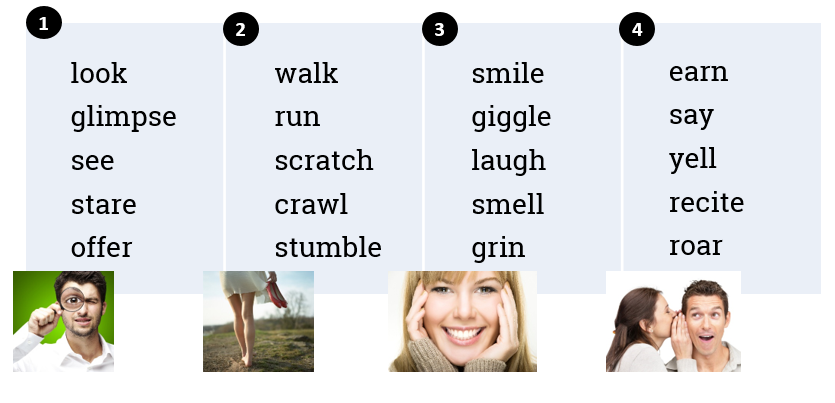 1
look
glimpse
see
stare
offer
2
walk
run
scratch
crawl
stumble
3
smile
giggle
laugh
smell
grin
4
earn
say
yell
recite
roar